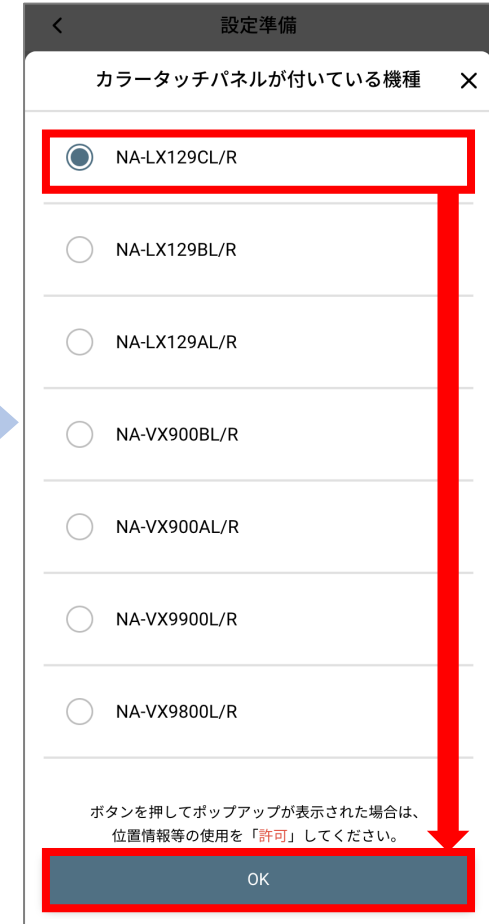 設定準備
カラータッチパネルが付いている機種
NA-LX129CL/R
NA-LX129BL/R
NA-LX129AL/R
NA-VX900BL/R
NA-VX900AL/R
NA-VX9900L/R
NA-VX9800L/R
ボタンを押してポップアップが表示された場合は、
位置情報等の使用を「許可」してください。
OK